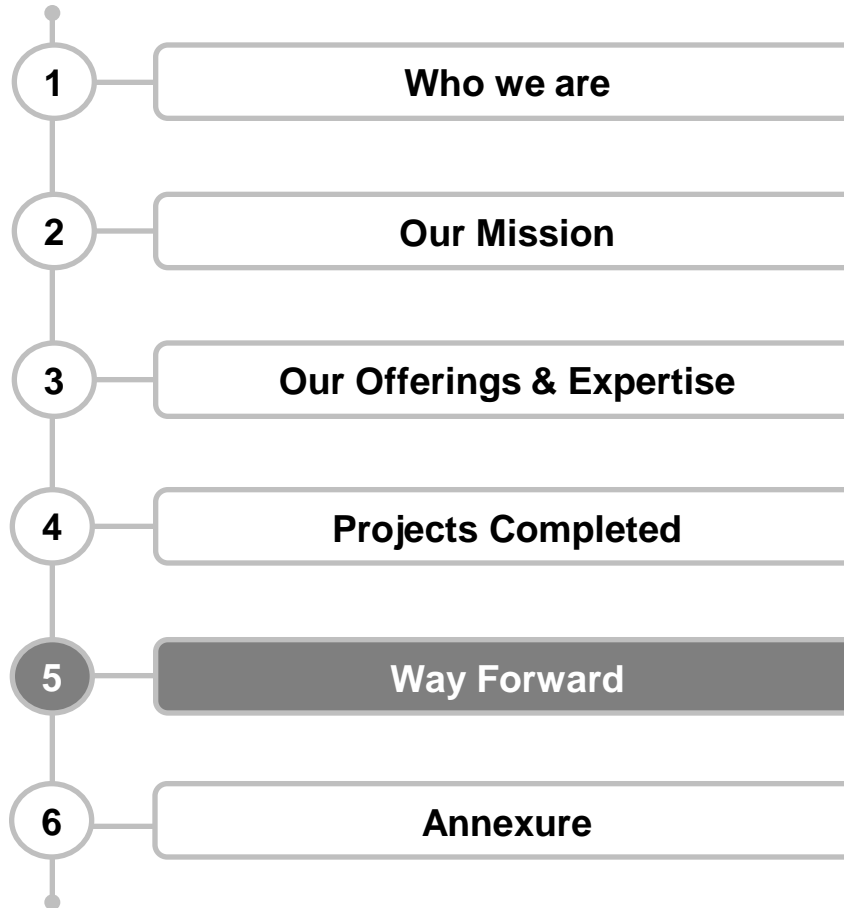 1
Who we are
2
Our Mission
3
Our Offerings & Expertise
4
Projects Completed
5
Way Forward
6
Annexure